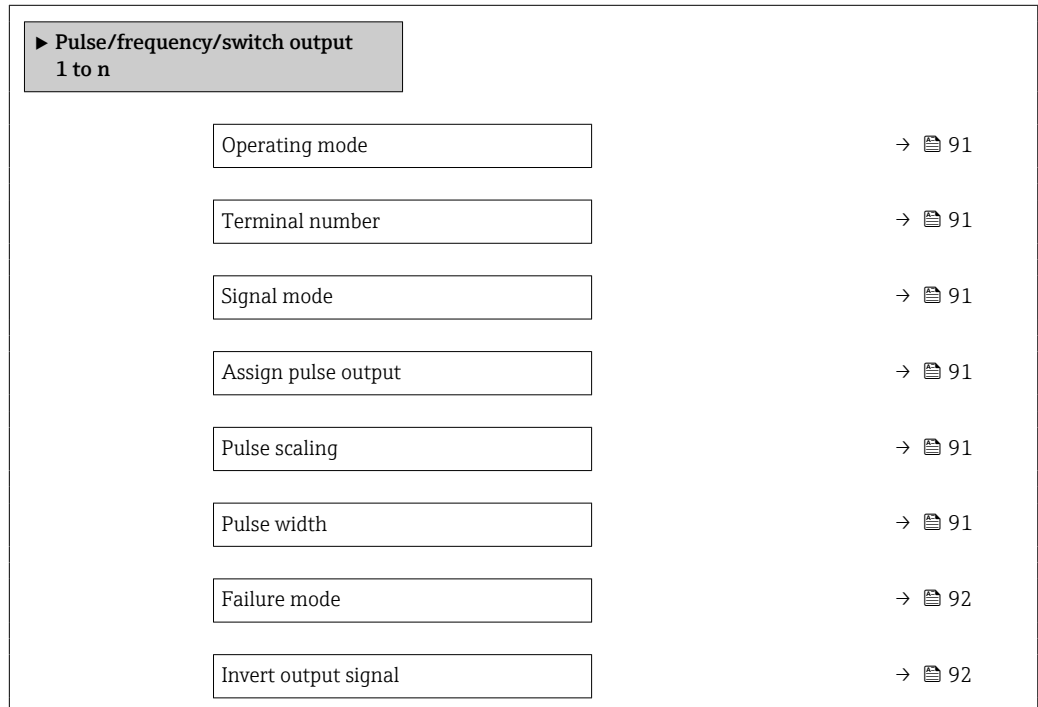 ▶ Pulse/frequency/switch output
1 to n
Operating mode → 91
Terminal number → 91
Signal mode → 91
Assign pulse output → 91
Pulse scaling → 91
Pulse width → 91
Failure mode → 92
Invert output signal → 92